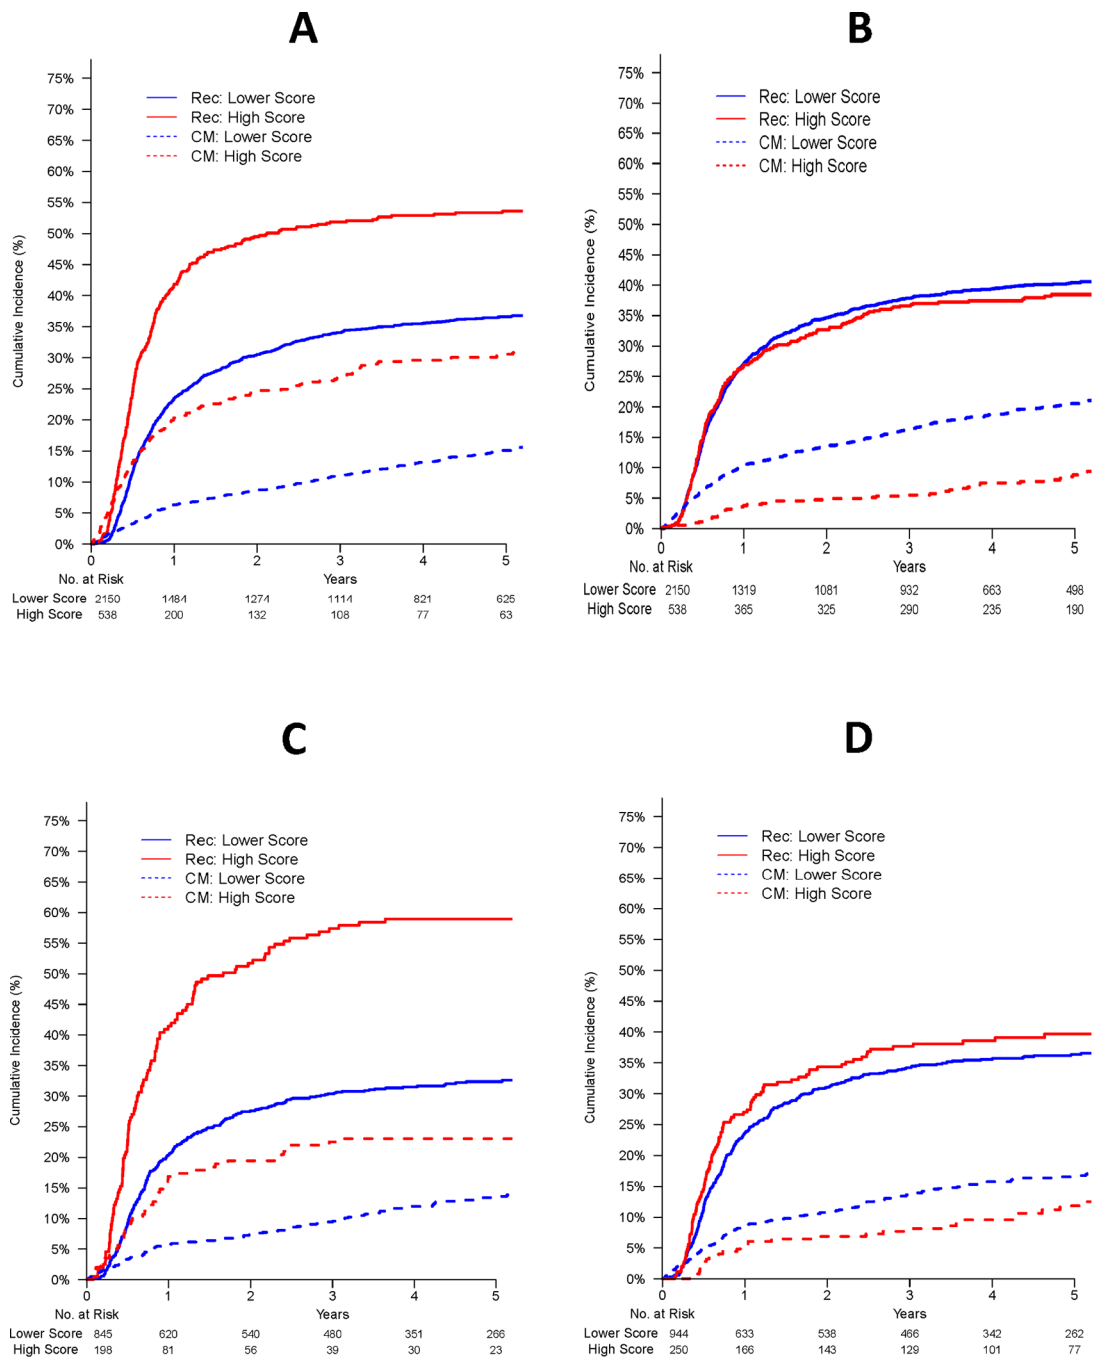 A
75%
70%
65%
60%
55%
50%
45%
40%
35%
30%
25%
20%
15%
10%
5%
0%
Cumulative Incidence (%)
Rec: Lower Score
Rec: High Score
CM: Lower Score
CM: High Score
0 1 2 3 4 5
No. at Risk Years
Lower Score 2150 1484 1274 1114 821 625
High Score 538 200 132 108 77 63
B
75%
70%
65%
60%
55%
50%
45%
40%
35%
30%
25%
20%
15%
10%
5%
0%
Cumulative Incidence (%)
Rec: Lower Score
Rec: High Score
CM: Lower Score
CM: High Score
0 1 2 3 4 5
No. at Risk Years
Lower Score 2150 1319 1081 932 663 498
High Score 538 365 325 290 235 190
C
75%
70%
65%
60%
55%
50%
45%
40%
35%
30%
25%
20%
15%
10%
5%
0%
Cumulative Incidence (%)
Rec: Lower Score
Rec: High Score
CM: Lower Score
CM: High Score
0 1 2 3 4 5
No. at Risk Years
Lower Score 845 620 540 480 351 266
High Score 198 81 56 39 30 23
D
75%
70%
65%
60%
55%
50%
45%
40%
35%
30%
25%
20%
15%
10%
5%
0%
Cumulative Incidence (%)
Rec: Lower Score
Rec: High Score
CM: Lower Score
CM: High Score
0 1 2 3 4 5
No. at Risk Years
Lower Score 944 633 538 466 342 262
High Score 250 166 143 129 101 77